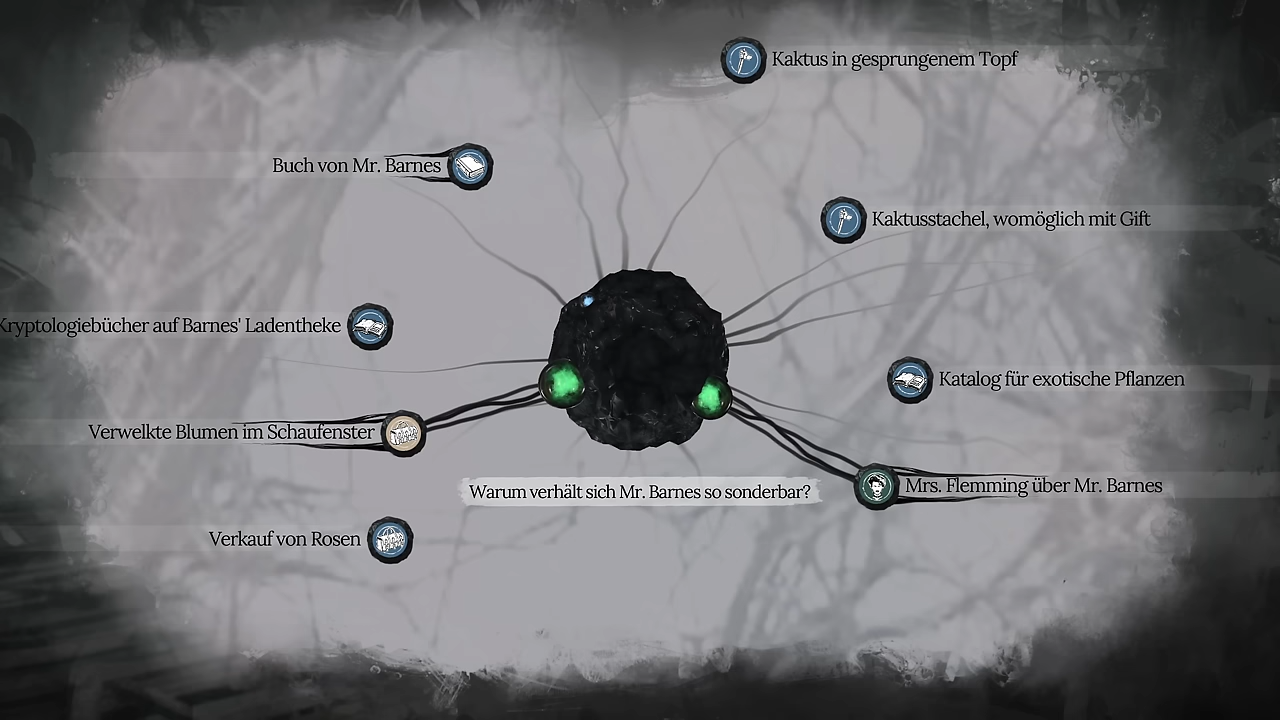 Kaktus in gesprungenem Topf
Buch von Mr. Barnes
Kaktusstachel, womöglich mit Gift
Kryptologiebücher auf Barnes' Ladentheke
Katalog für exotische Pflanzen
Verwelkte Blumen im Schaufenster
Mrs. Flemming über Mr. Barnes
Warum verhält sich Mr. Barnes so sonderbar?
Verkauf von Rosen